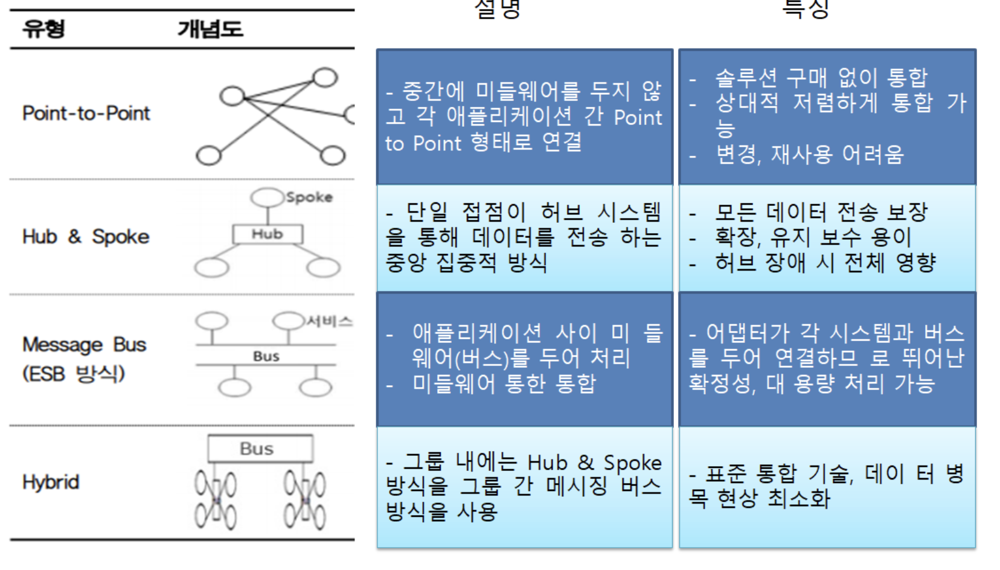 설명
특징
유형 개념도
Point-to-Point
- 중간에 미들웨어를 두지 않
고 각 애플리케이션 간 Point
to Point 형태로 연결
- 솔루션 구매 없이 통합
- 상대적 저렴하게 통합 가
능
- 변경, 재사용 어려움
Hub & Spoke
Spoke
Hub
- 단일 접점이 허브 시스템
을 통해 데이터를 전송 하는
중앙 집중적 방식
- 모든 데이터 전송 보장
- 확장, 유지 보수 용이
- 허브 장애 시 전체 영향
Message Bus
(ESB 방식)
서비스
Bus
- 애플리케이션 사이 미 들
웨어(버스)를 두어 처리
- 미들웨어 통한 통합
- 어댑터가 각 시스템과 버스
를 두어 연결하므 로 뛰어난
확정성, 대 용량 처리 가능
Hybrid
Bus
- 그룹 내에는 Hub & Spoke
방식을 그룹 간 메시징 버스
방식을 사용
- 표준 통합 기술, 데이 터 병
목 현상 최소화